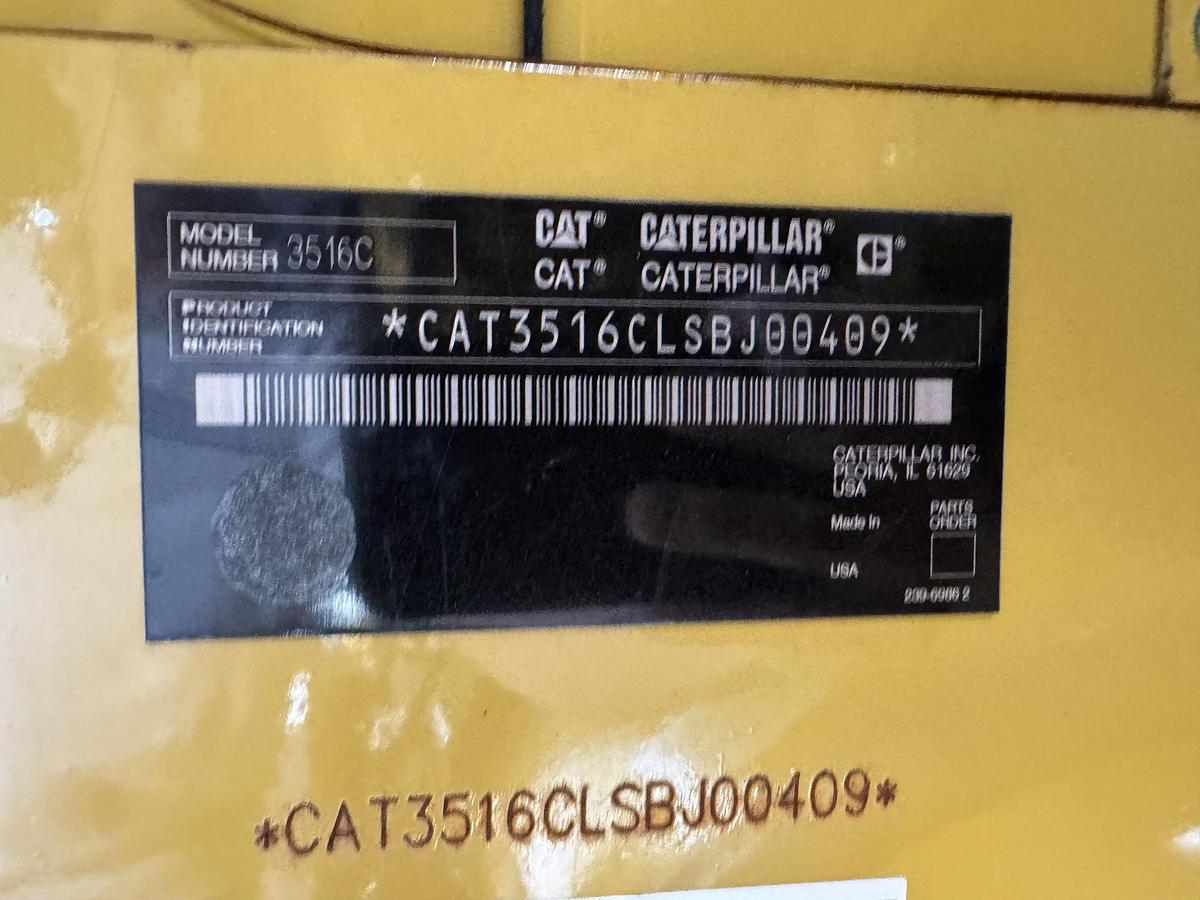 MODEL NUMBER 3516C
CAT® CATERPILLAR®
CAT® CATERPILLAR®
PRODUCT IDENTIFICATION NUMBER *CAT3516CLSBJ00409*
CATERPILLAR INC.
PEORIA, IL 61629
USA
Made In
PARTS ORDER
USA
*CAT3516CLSBJ00409*